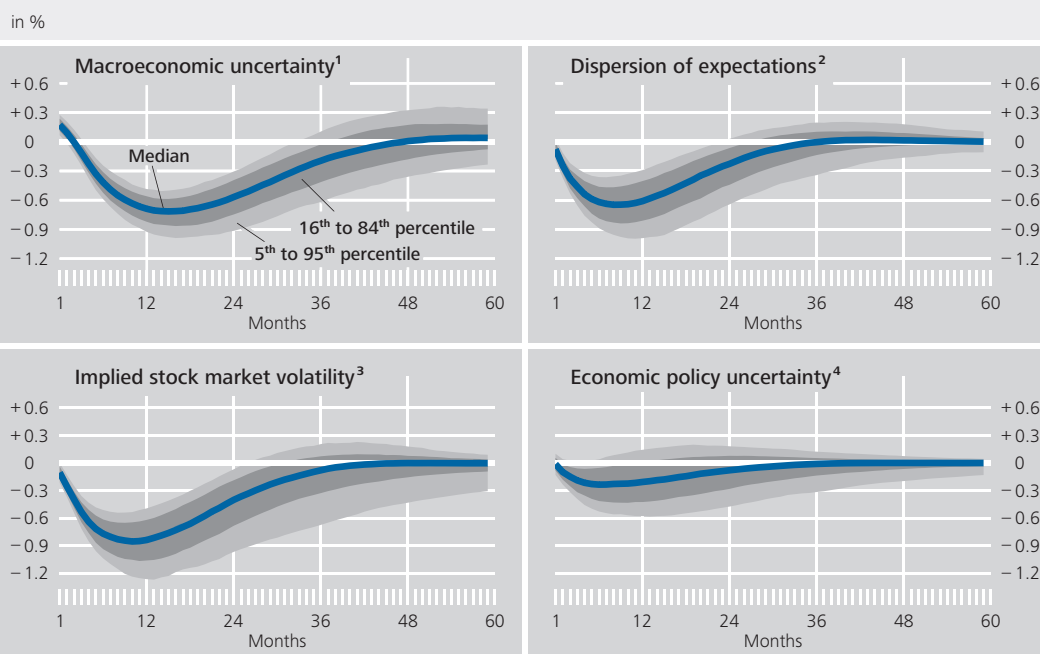 in %
Macroeconomic uncertainty¹
+ 0.6
+ 0.3
0
– 0.3
– 0.6
– 0.9
– 1.2
Median
16ᵗʰ to 84ᵗʰ percentile
5ᵗʰ to 95ᵗʰ percentile
1 12 24 36 48 60
Months
Dispersion of expectations²
+ 0.6
+ 0.3
0
– 0.3
– 0.6
– 0.9
– 1.2
1 12 24 36 48 60
Months
Implied stock market volatility³
+ 0.6
+ 0.3
0
– 0.3
– 0.6
– 0.9
– 1.2
1 12 24 36 48 60
Months
Economic policy uncertainty⁴
+ 0.6
+ 0.3
0
– 0.3
– 0.6
– 0.9
– 1.2
1 12 24 36 48 60
Months